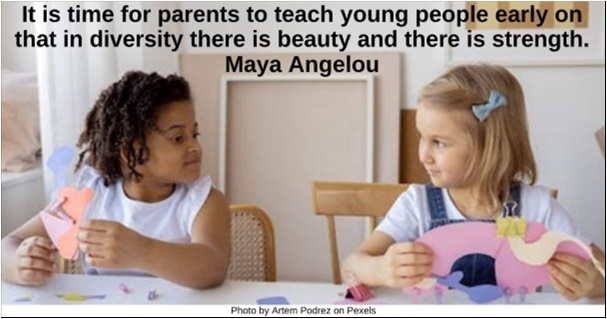 It is time for parents to teach young people early on
that in diversity there is beauty and there is strength.
Maya Angelou
Photo by Artem Podrez on Pexels